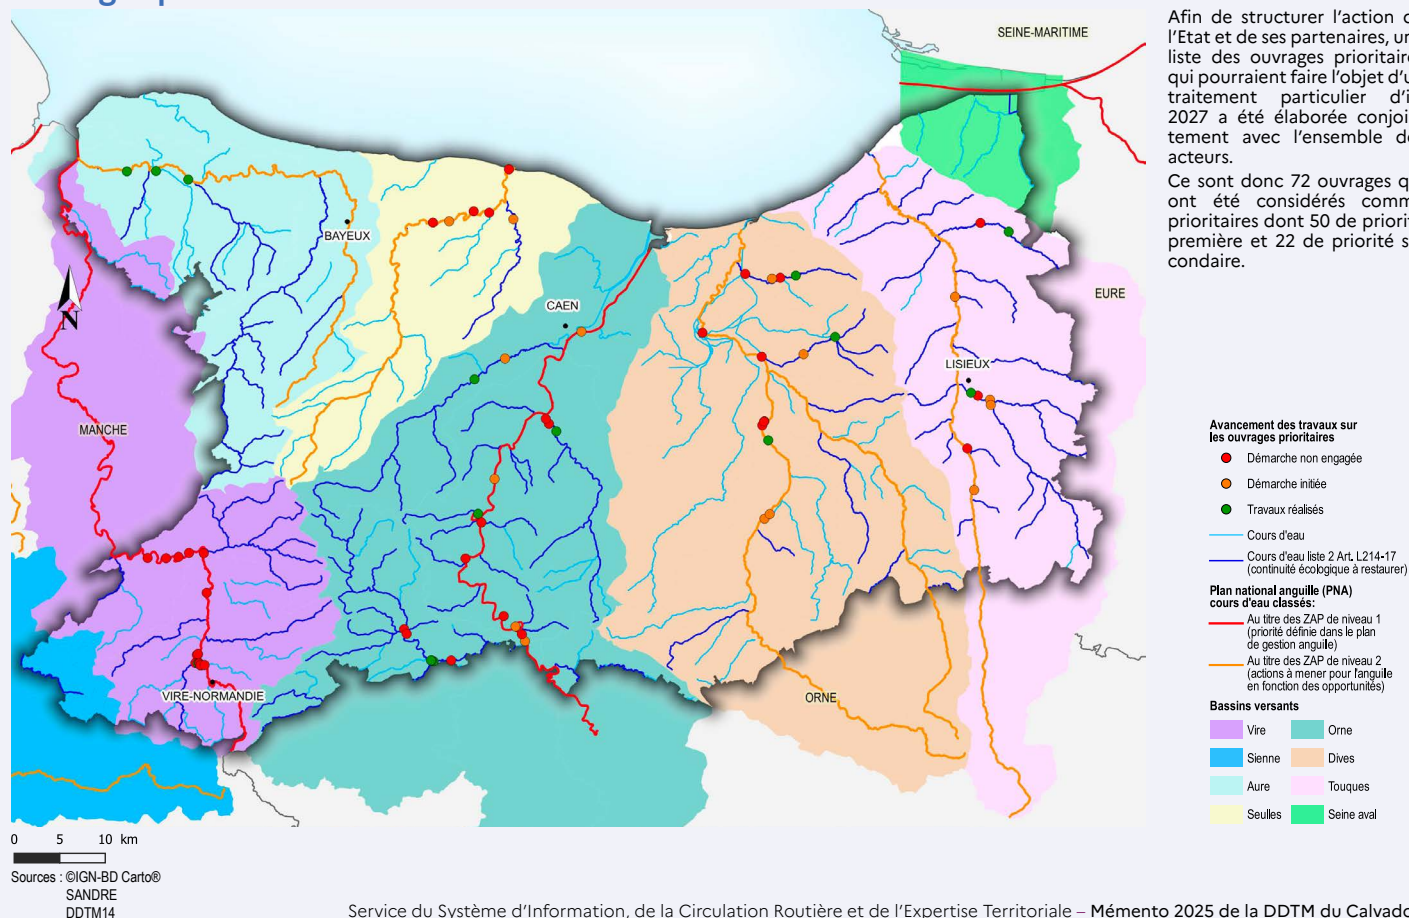 SEINE-MARITIME
BAYEUX
CAEN
EURE
LISIEUX
MANCHE
N
VIRE-NORMANDIE
ORNE
0 5 10 km
Sources : ©IGN-BD Carto®
SANDRE
DDTM14
Afin de structurer l'action
l'Etat et de ses partenaires,
liste des ouvrages
qui pourraient faire l'objet
traitement particulier
2027 a été élaborée
tement avec l'ensemble
acteurs.
Ce sont donc 72 ouvrages
ont été considérés
prioritaires dont 50 de
première et 22 de priorité
condaire.
Avancement des travaux sur
les ouvrages prioritaires
Démarche non engagée
Démarche initiée
Travaux réalisés
Cours d'eau
Cours d'eau liste 2 Art. L214-17
(continuité écologique à restaurer)
Plan national anguille (PNA)
cours d'eau classés:
Au titre des ZAP de niveau 1
(priorité définie dans le plan
de gestion anguille)
Au titre des ZAP de niveau 2
(actions à mener pour l'anguille
en fonction des opportunités)
Bassins versants
Vire Orne
Sienne Dives
Aure Touques
Seulles Seine aval
Service du Système d'Information, de la Circulation Routière et de l'Expertise Territoriale – Mémento 2025 de la DDTM du